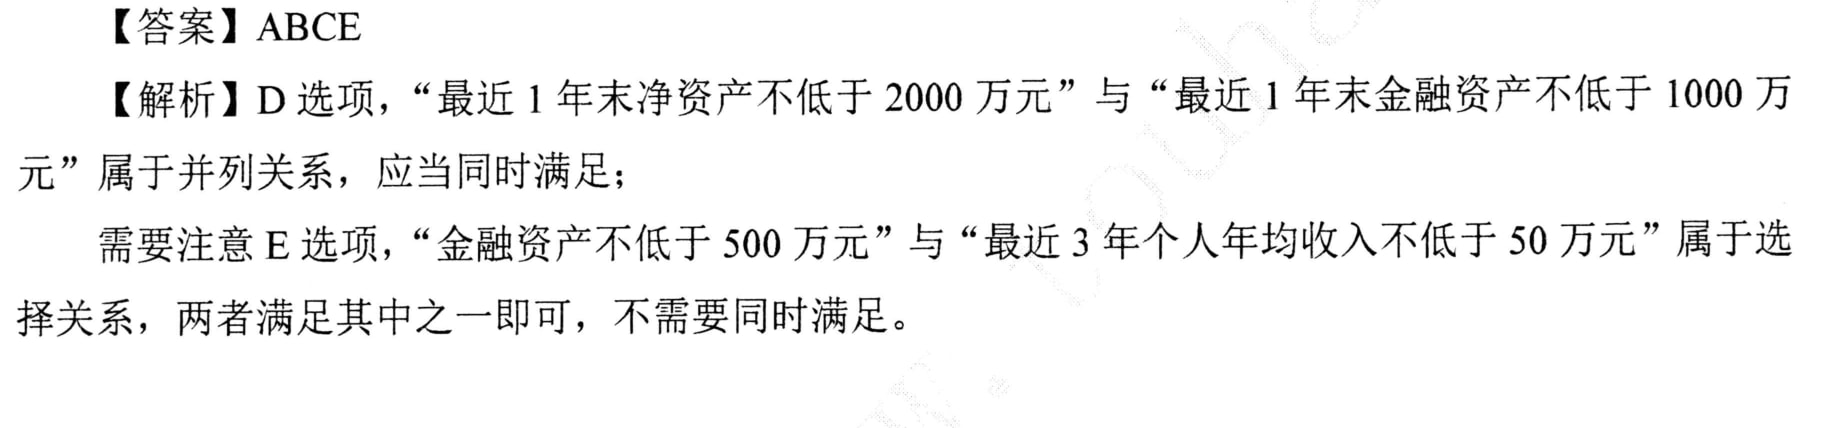 【答案】ABCE
【解析】D 选项，“最近 1 年末净资产不低于 2000 万元”与“最近 1 年末金融资产不低于 1000 万
元”属于并列关系，应当同时满足；
需要注意 E 选项，“金融资产不低于 500 万元”与“最近 3 年个人年均收入不低于 50 万元”属于选
择关系，两者满足其中之一即可，不需要同时满足。